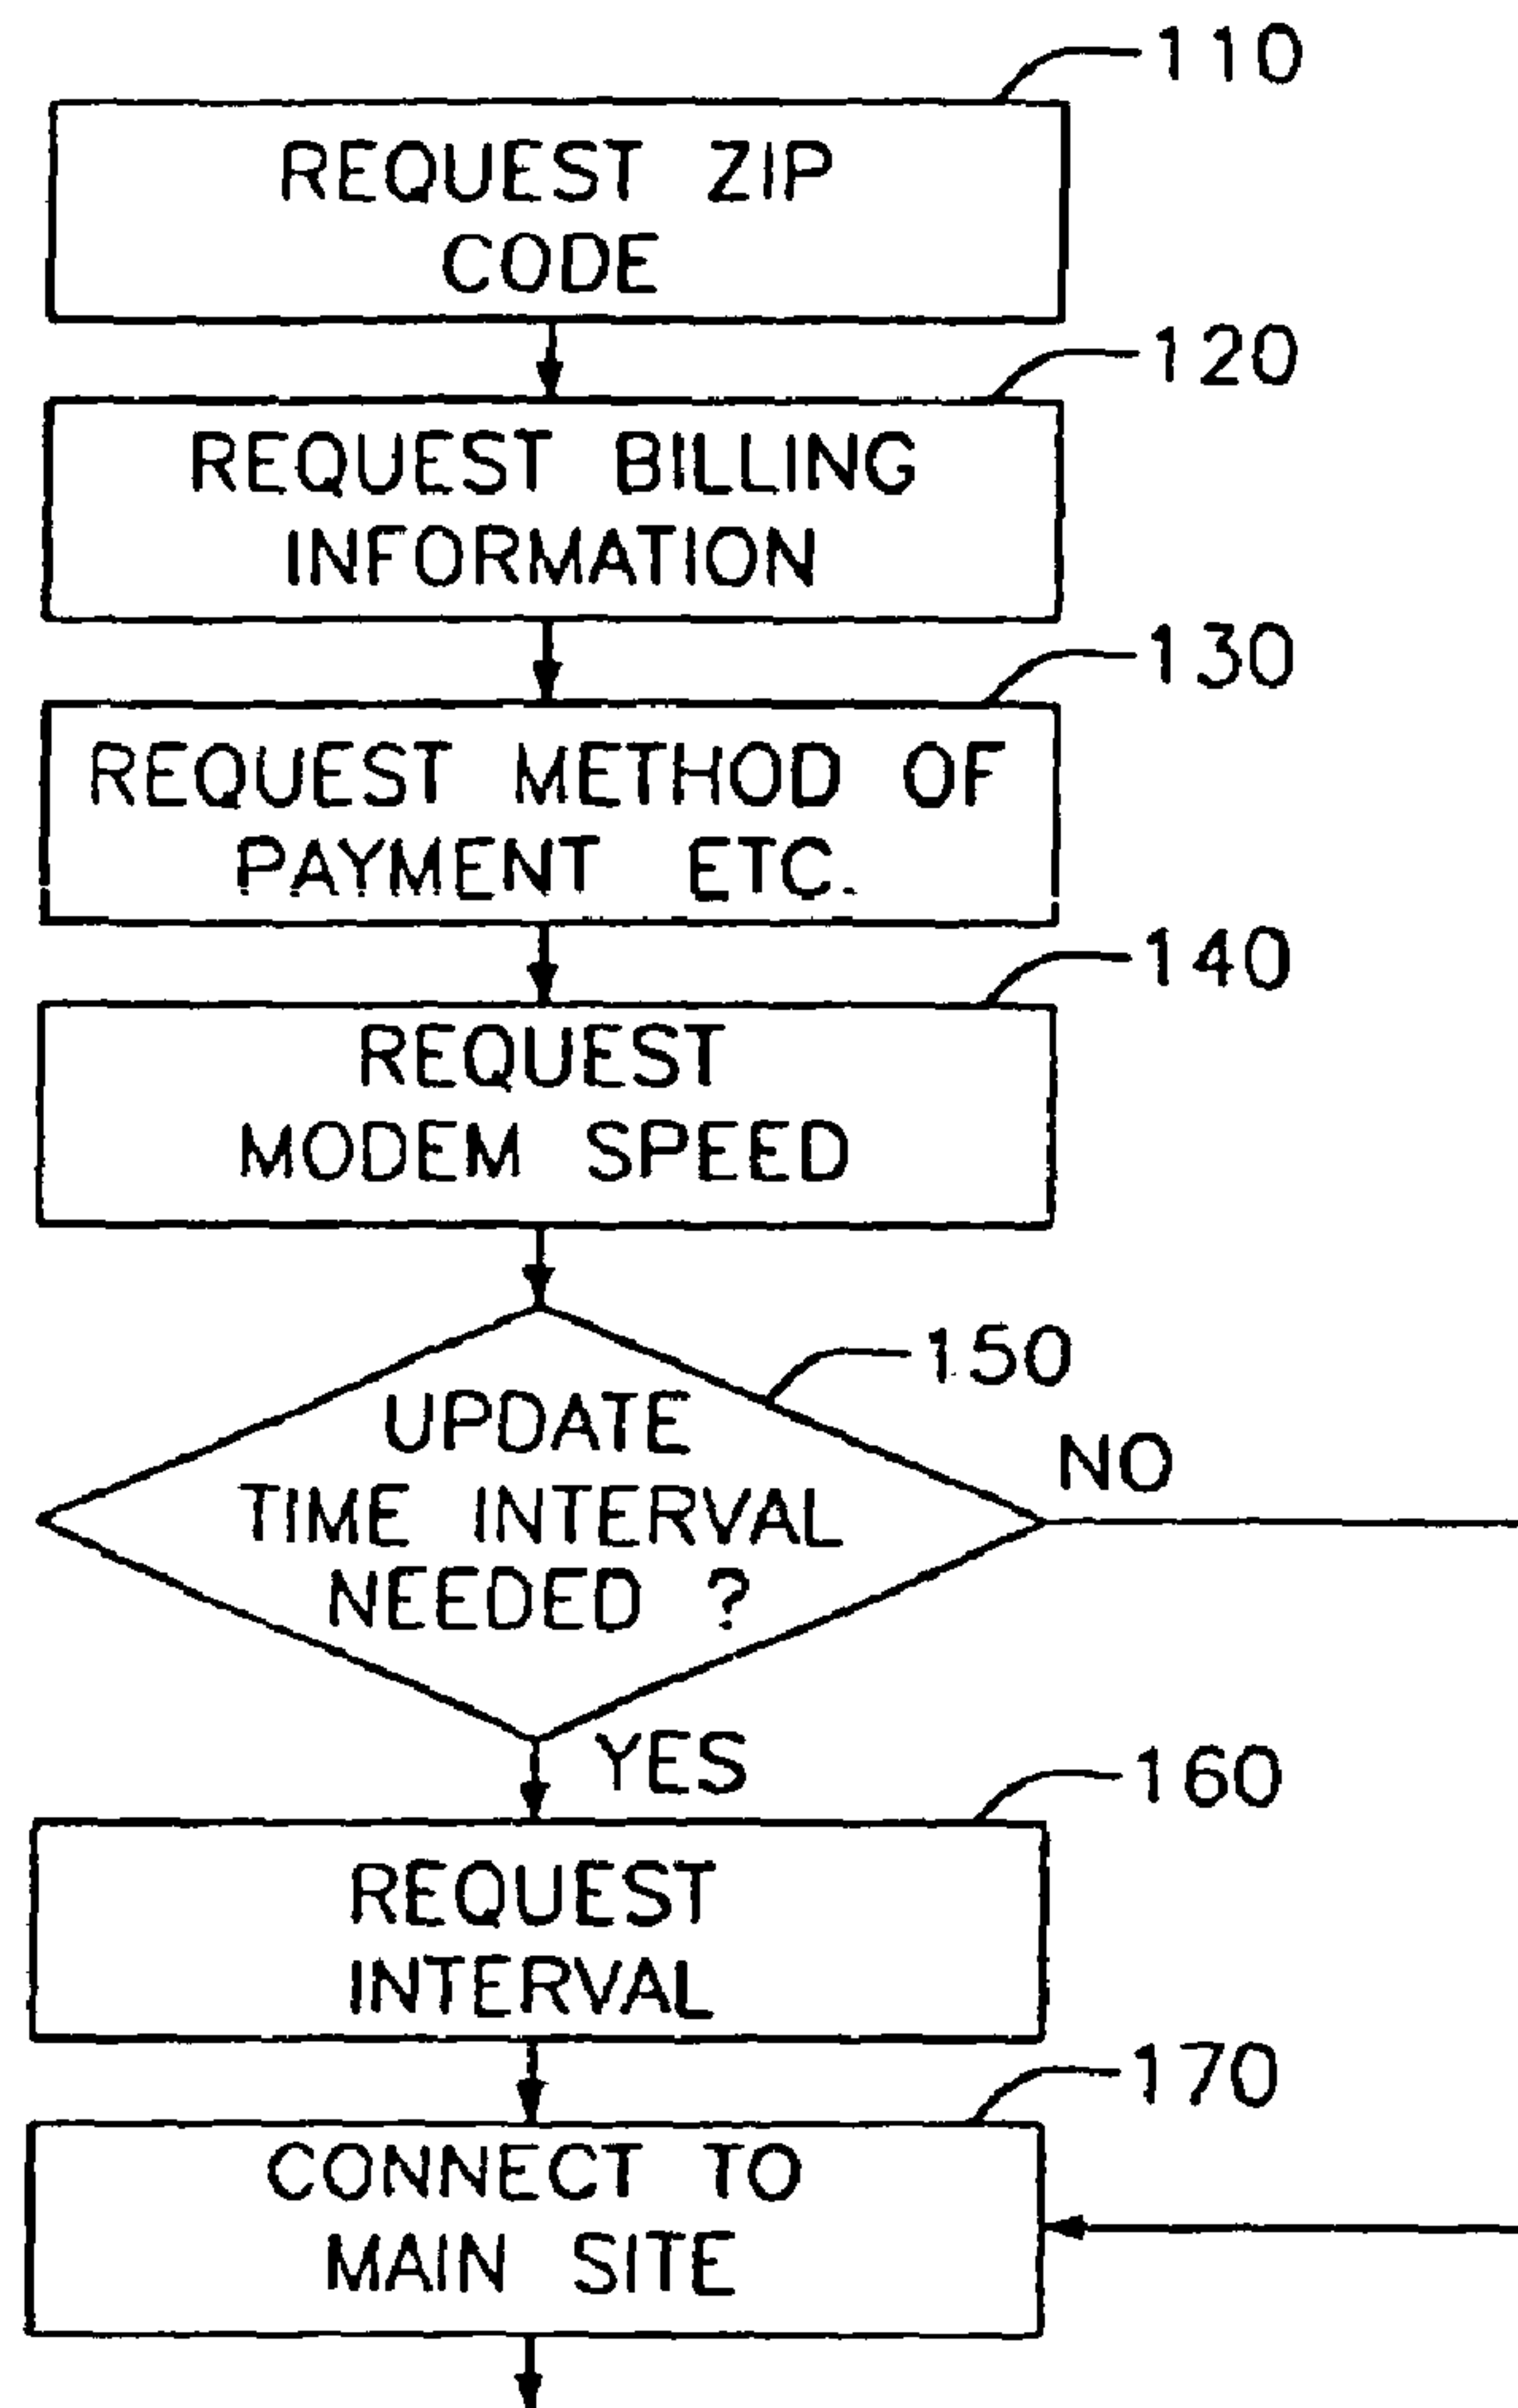 110
REQUEST ZIP
CODE
120
REQUEST BILLING
INFORMATION
130
REQUEST METHOD OF
PAYMENT ETC.
140
REQUEST
MODEM SPEED
150
UPDATE
TIME INTERVAL
NEEDED ?
NO
YES
160
REQUEST
INTERVAL
170
CONNECT TO
MAIN SITE